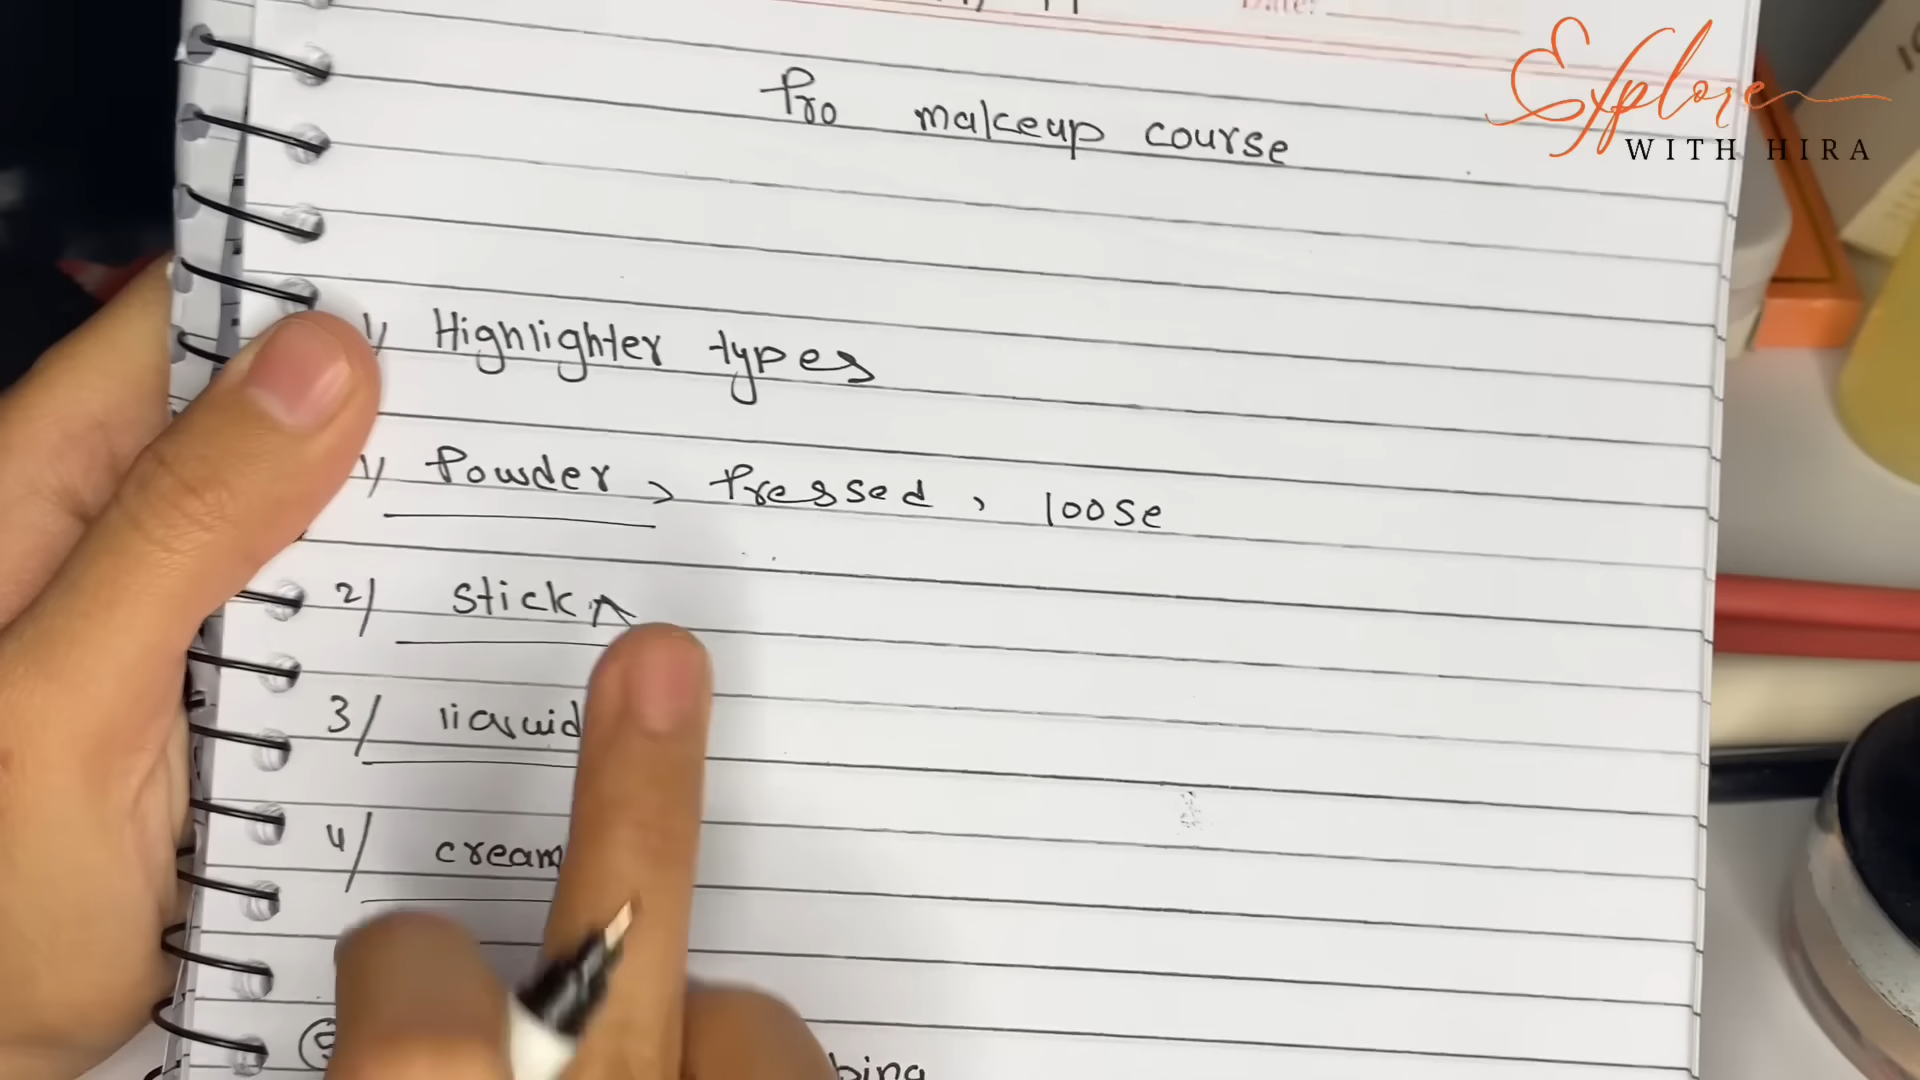 Date:
Explore
WITH HIRA
Pro makeup course
1) Highlighter types
1) Powder, Pressed, loose
2) Stick
3) liquid
4) cream